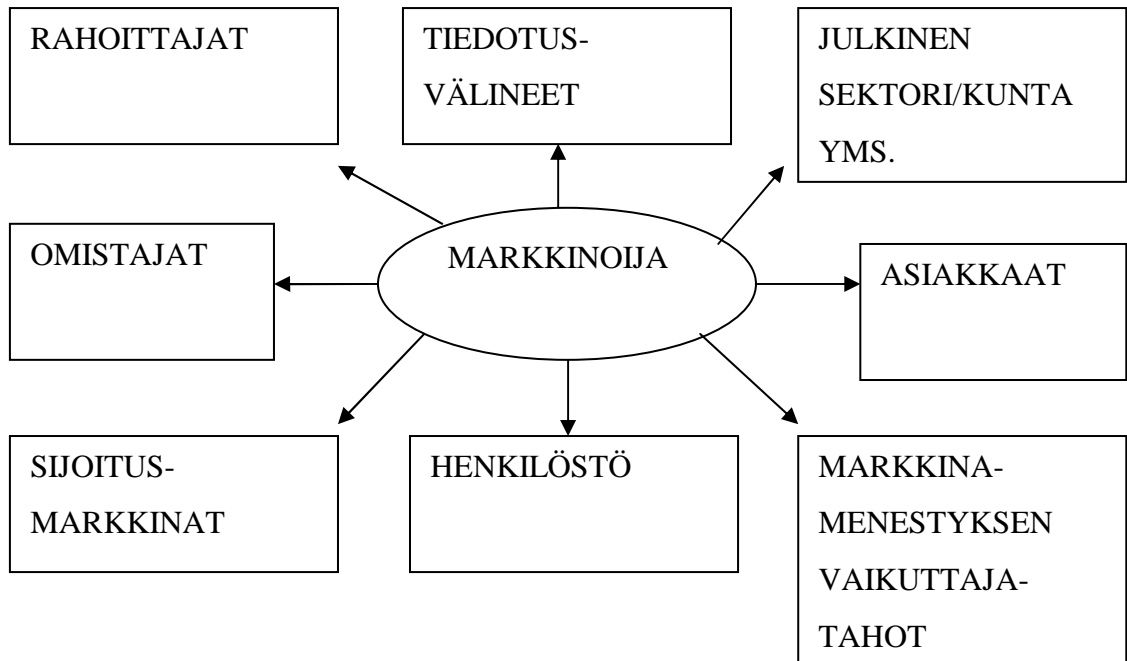 RAHOITTAJAT
TIEDOTUS-
VÄLINEET
JULKINEN
SEKTORI/KUNTA
YMS.
OMISTAJAT
MARKKINOIJA
ASIAKKAAT
SIJOITUS-
MARKKINAT
HENKILÖSTÖ
MARKKINA-
MENESTYKSEN
VAIKUTTAJA-
TAHOT